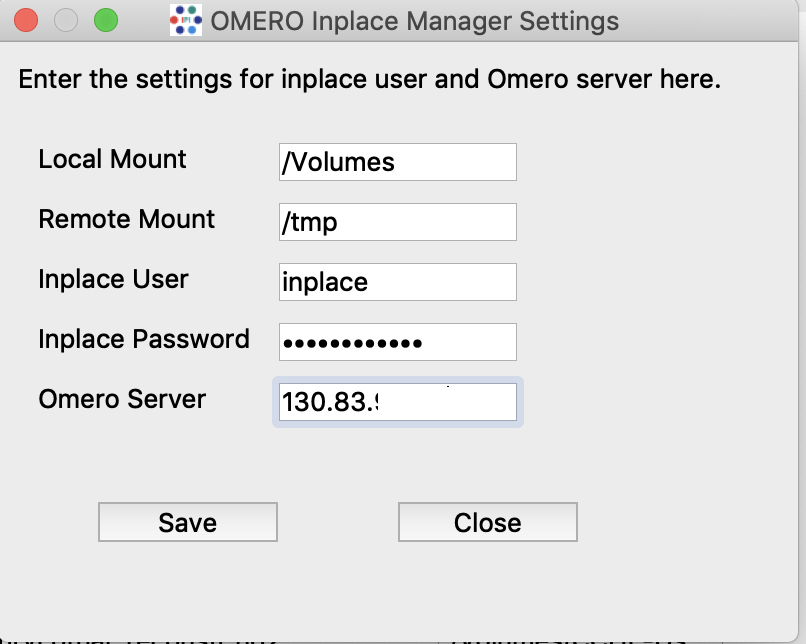 OMERO Inplace Manager Settings
Enter the settings for inplace user and Omero server here.
Local Mount /Volumes
Remote Mount /tmp
Inplace User inplace
Inplace Password ••••••••••••
Omero Server 130.83.
Save Close